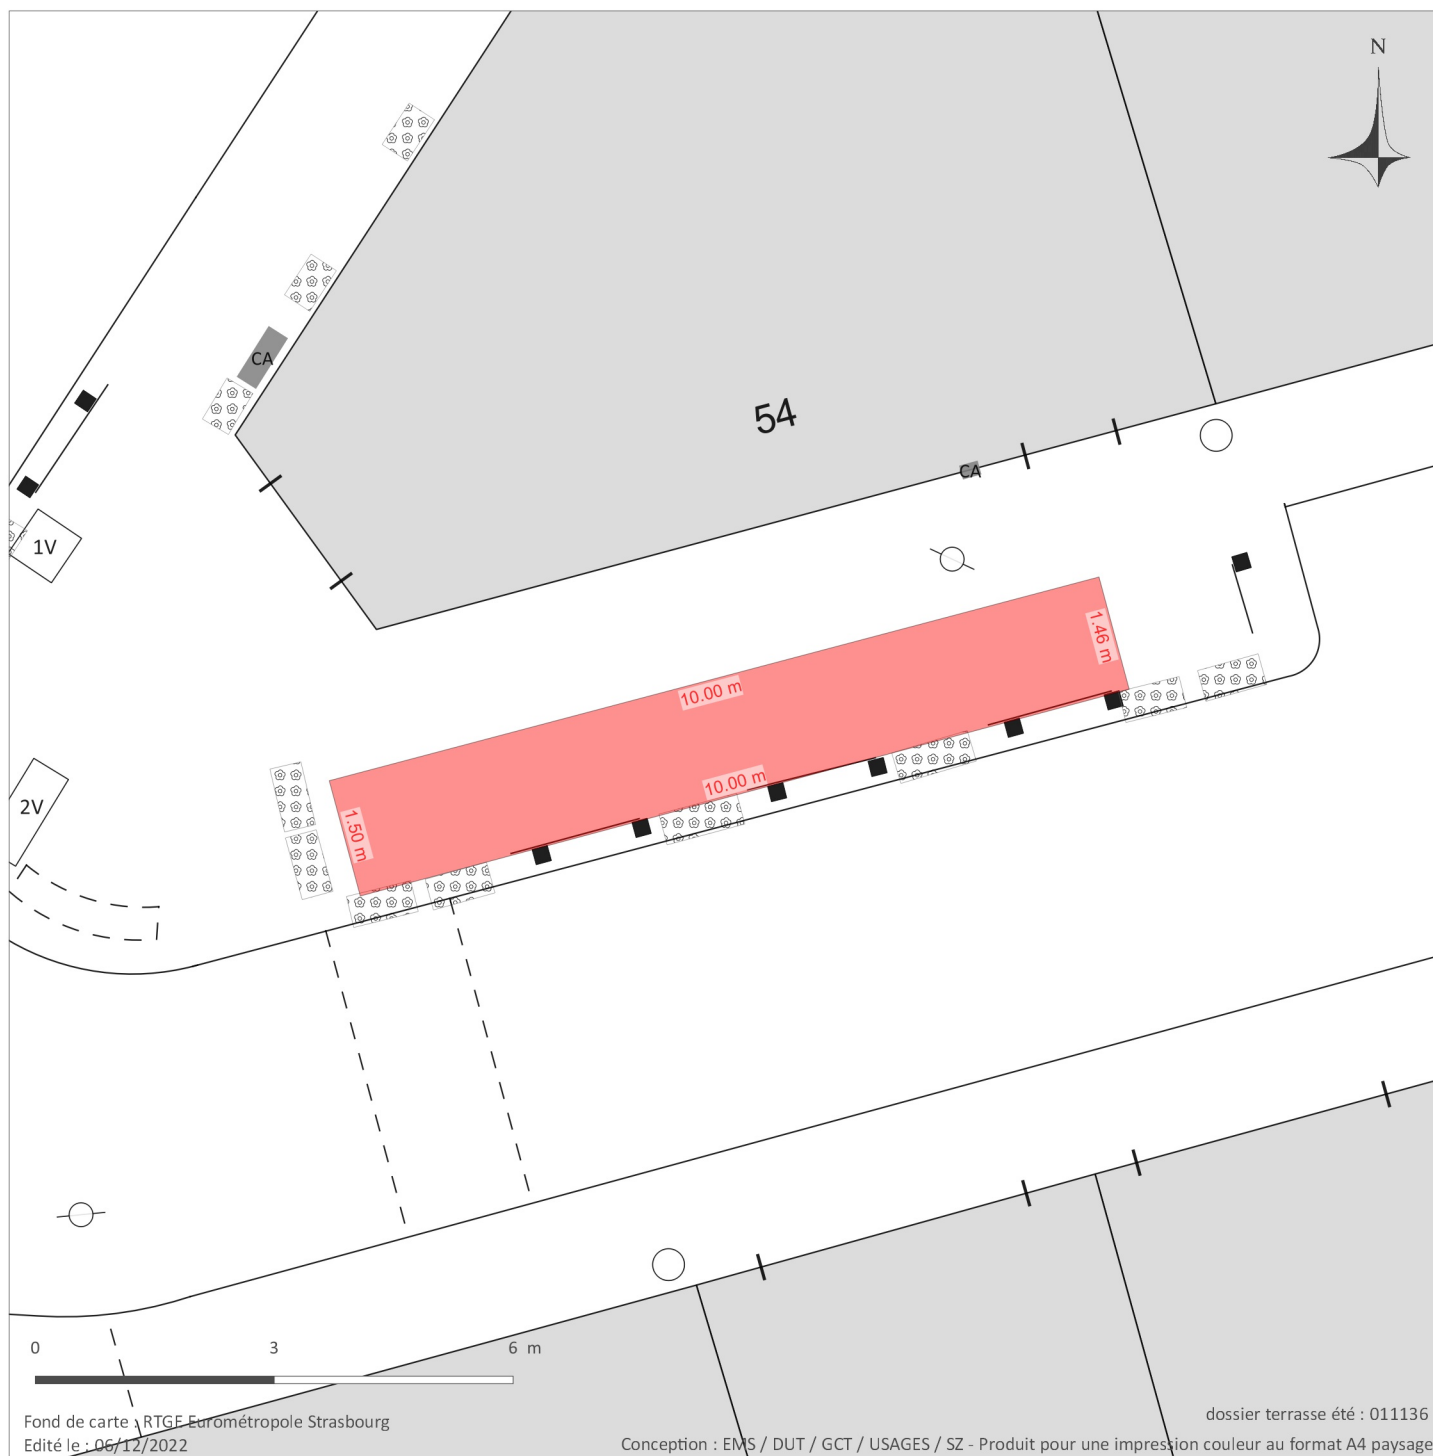 N
CA
54
CA
1V
1.46 m
10.00 m
10.00 m
2V
1.50 m
0 3 6 m
Fond de carte : RTGE Eurométropole Strasbourg
Edité le : 06/12/2022
dossier terrasse été : 011136
Conception : EMS / DUT / GCT / USAGES / SZ - Produit pour une impression couleur au format A4 paysage